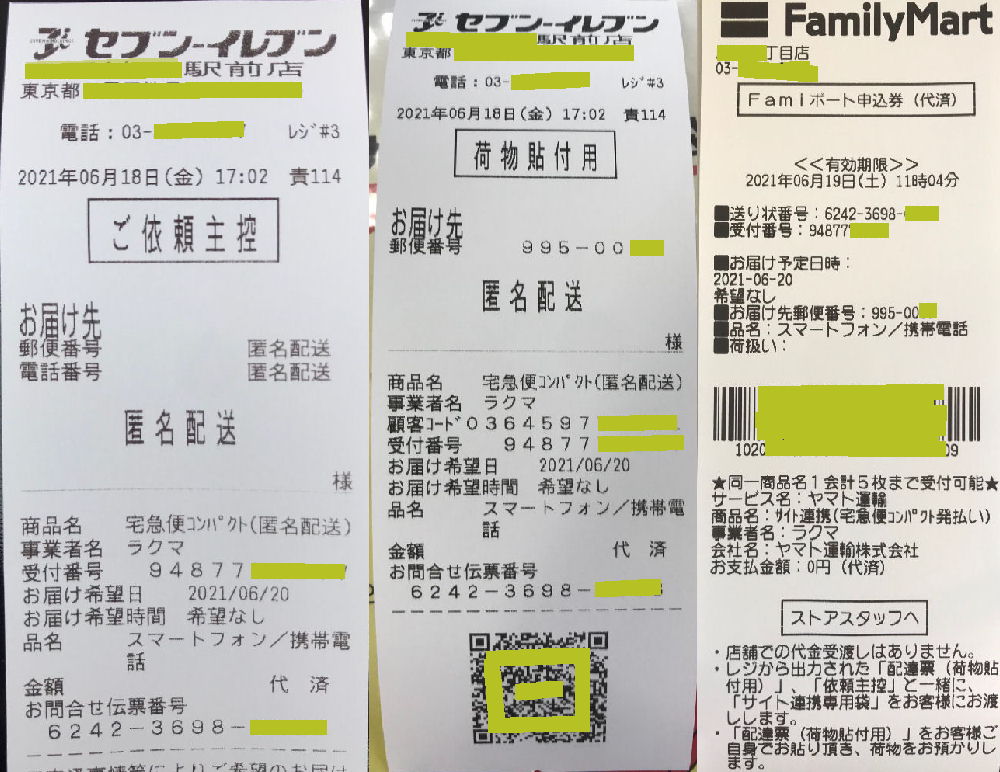 セブン-イレブン
駅前店
東京都
電話：03-
ﾚｼﾞ#3
2021年06月18日(金) 17:02 責114
ご依頼主控
お届け先
郵便番号 匿名配送
電話番号 匿名配送
匿名配送
様
商品名 宅急便ｺﾝﾊﾟｸﾄ(匿名配送)
事業者名 ラクマ
受付番号 94877
お届け希望日 2021/06/20
お届け希望時間 希望なし
品名 スマートフォン／携帯電
話
金額 代 済
お問合せ伝票番号
6242-3698-
セブン-イレブン
駅前店
東京都
電話：03-
ﾚｼﾞ#3
2021年06月18日(金) 17:02 責114
荷物貼付用
お届け先
郵便番号 995-00
匿名配送
様
商品名 宅急便ｺﾝﾊﾟｸﾄ(匿名配送)
事業者名 ラクマ
顧客ｺｰﾄﾞ0364597
受付番号 94877
お届け希望日 2021/06/20
お届け希望時間 希望なし
品名 スマートフォン／携帯電
話
金額 代 済
お問合せ伝票番号
6242-3698-
FamilyMart
丁目店
03-
Famiポート申込券（代済）
<<有効期限>>
2021年06月19日(土) 11時04分
■送り状番号：6242-3698-
■受付番号：94877
■お届け予定日時：
2021-06-20
希望なし
■お届け先郵便番号：995-00
■品名：スマートフォン／携帯電話
■荷扱い：
1020 09
★同一商品名１会計５枚まで受付可能★
サービス名：ヤマト運輸
商品名：ｻｲﾄ連携(宅急便ｺﾝﾊﾟｸﾄ発払い)
事業者名：ラクマ
会社名：ヤマト運輸株式会社
お支払金額：0円（代済）
ストアスタッフへ
・店舗での代金受渡しはありません。
・レジから出力された「配達票（荷物貼
付用）」、「依頼主控」と一緒に、
「サイト連携専用袋」をお客様にお渡
しします。
・「配達票（荷物貼付用）」をお客様ご
自身でお貼り頂き、荷物をお預かりし
ます。